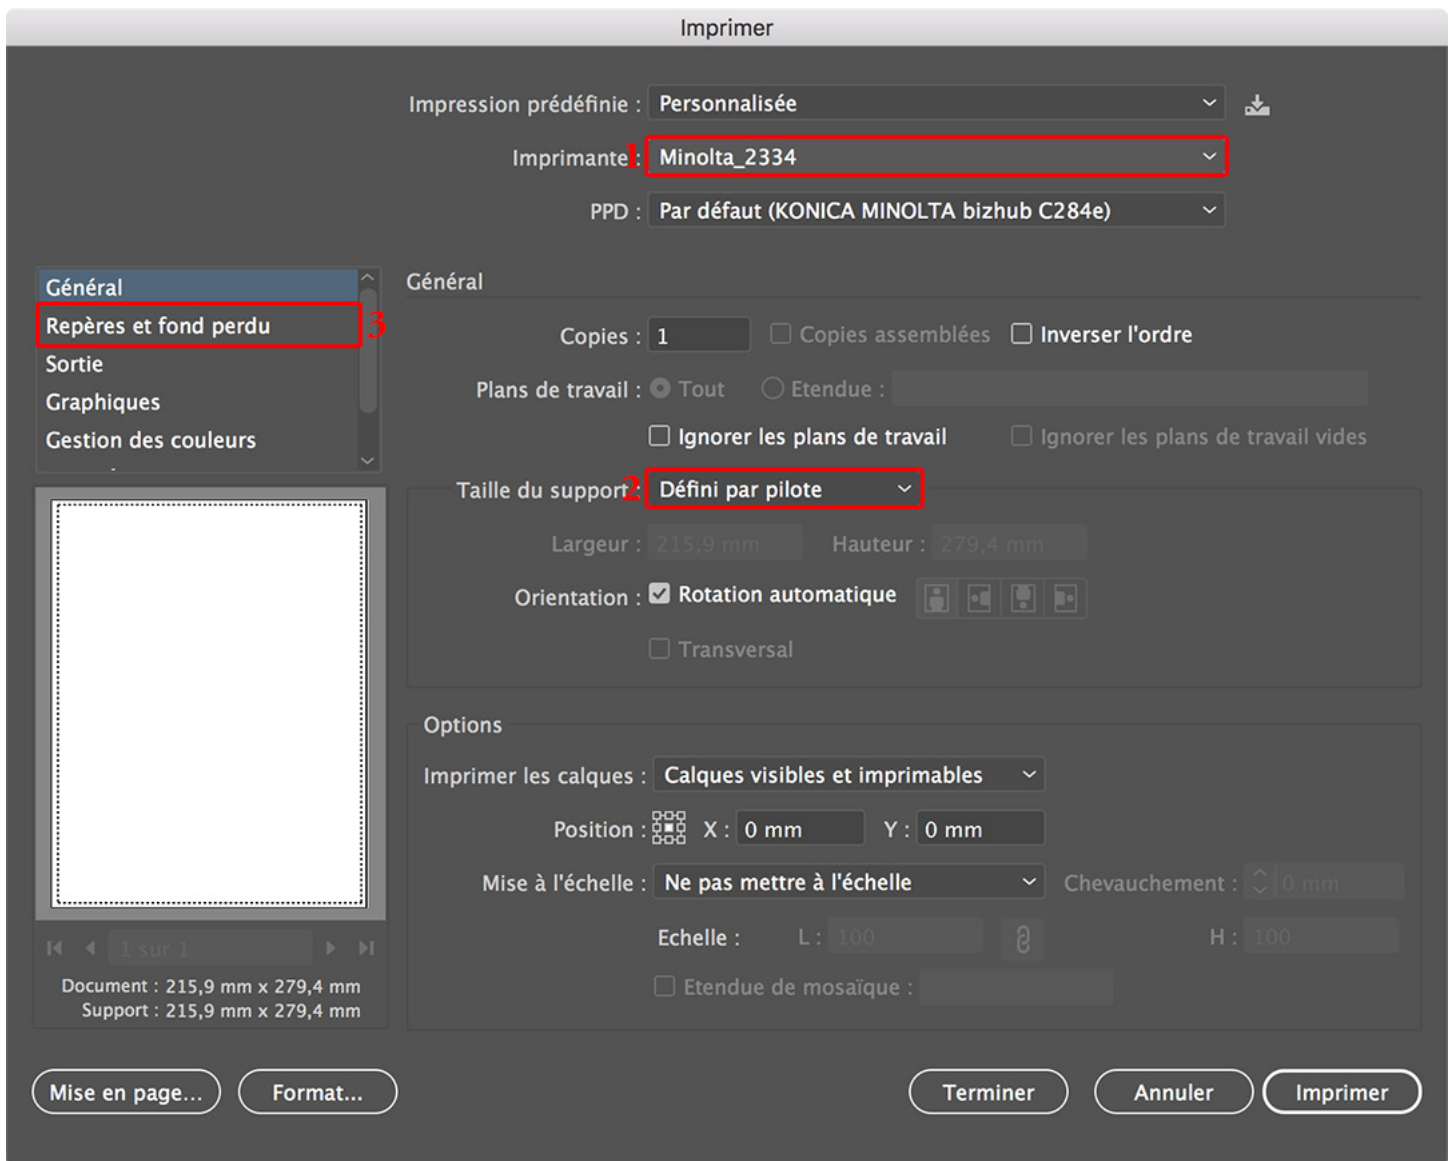 Imprimer
Impression prédéfinie : Personnalisée
Imprimante : 1 Minolta_2334
PPD : Par défaut (KONICA MINOLTA bizhub C284e)
Général
Repères et fond perdu 3
Sortie
Graphiques
Gestion des couleurs
Général
Copies : 1 Copies assemblées Inverser l'ordre
Plans de travail : Tout Etendue :
Ignorer les plans de travail Ignorer les plans de travail vides
Taille du support : 2 Défini par pilote
Largeur : 215,9 mm Hauteur : 279,4 mm
Orientation : Rotation automatique
Transversal
Options
Imprimer les calques : Calques visibles et imprimables
Position : X : 0 mm Y : 0 mm
Mise à l'échelle : Ne pas mettre à l'échelle Chevauchement : 0 mm
Echelle : L : 100 H : 100
Etendue de mosaïque :
1 sur 1
Document : 215,9 mm x 279,4 mm
Support : 215,9 mm x 279,4 mm
Mise en page... Format... Terminer Annuler Imprimer